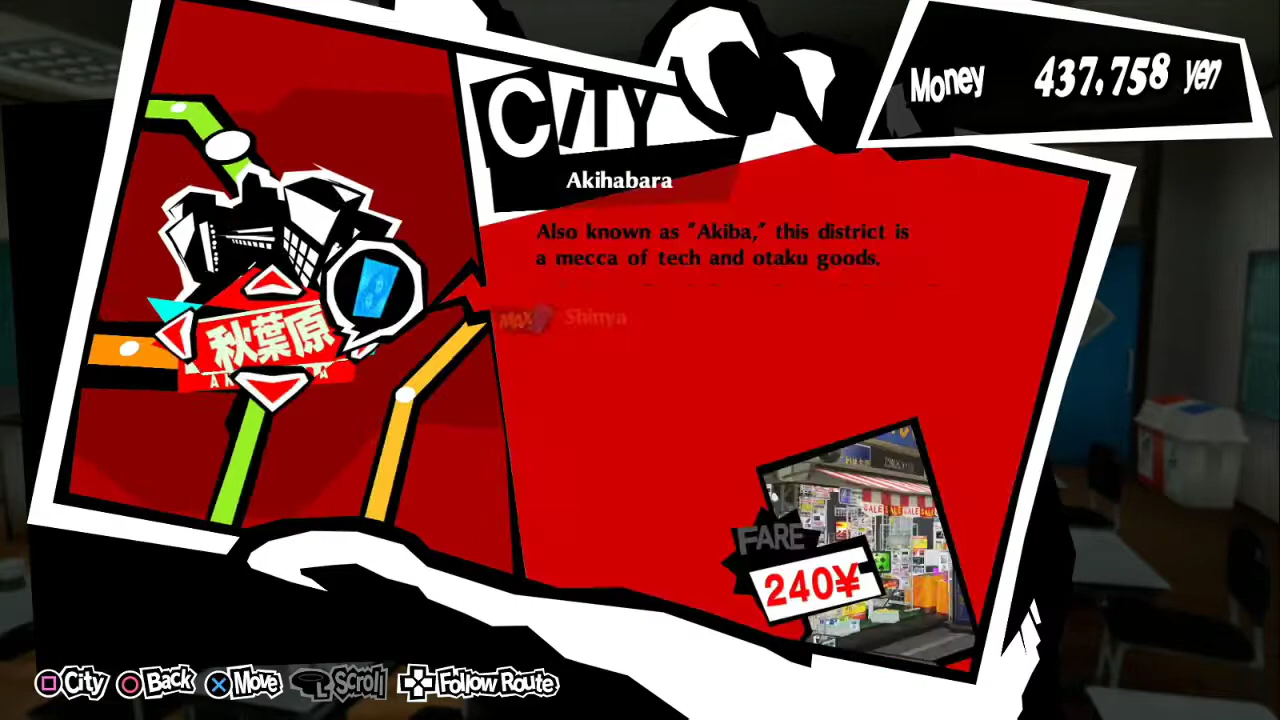 CITY
Money 437,758 yen
Akihabara
Also known as "Akiba," this district is
a mecca of tech and otaku goods.
MAX Shinya
秋葉原
FARE
240¥
City Back Move L Scroll Follow Route